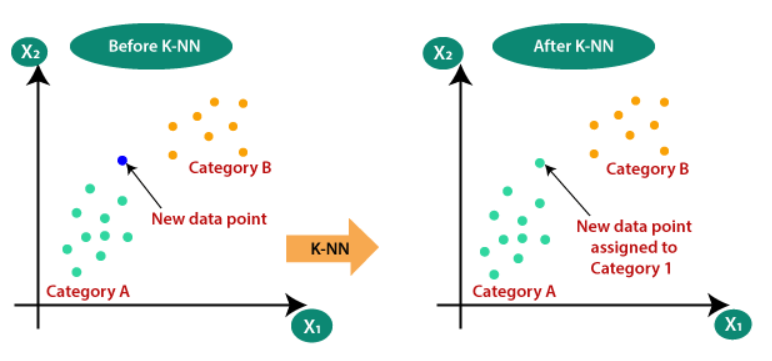 Before K-NN
X₂
Category B
New data point
Category A
X₁
K-NN
After K-NN
X₂
Category B
New data point
assigned to
Category 1
Category A
X₁